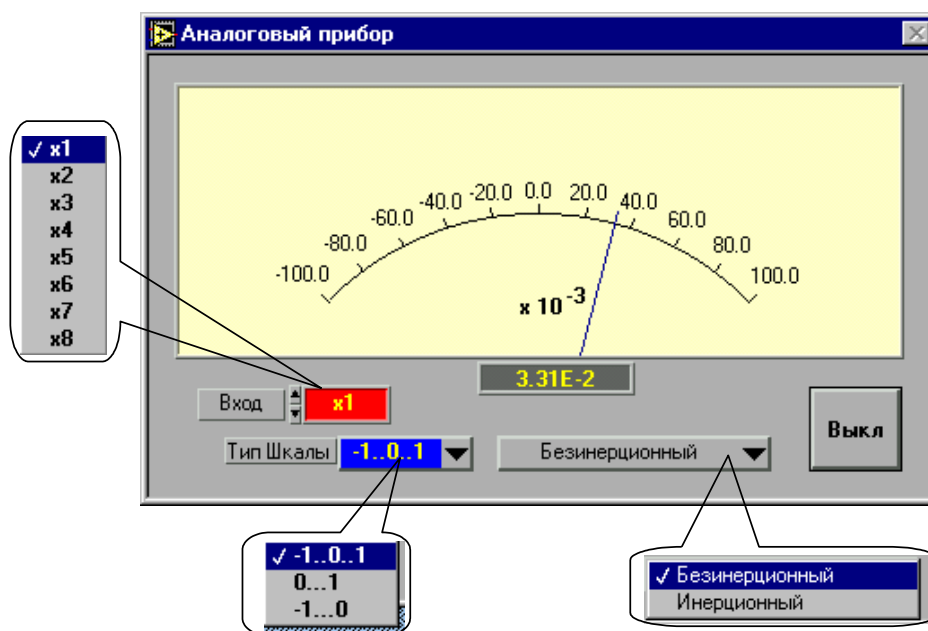 Аналоговый прибор
✓ x1
x2
x3
x4
x5
x6
x7
x8
-100.0 -80.0 -60.0 -40.0 -20.0 0.0 20.0 40.0 60.0 80.0 100.0
x 10 -3
3.31E-2
Вход x1
Выкл
Тип Шкалы -1..0..1 Безинерционный
✓ -1..0..1
0...1
-1...0
✓ Безинерционный
Инерционный